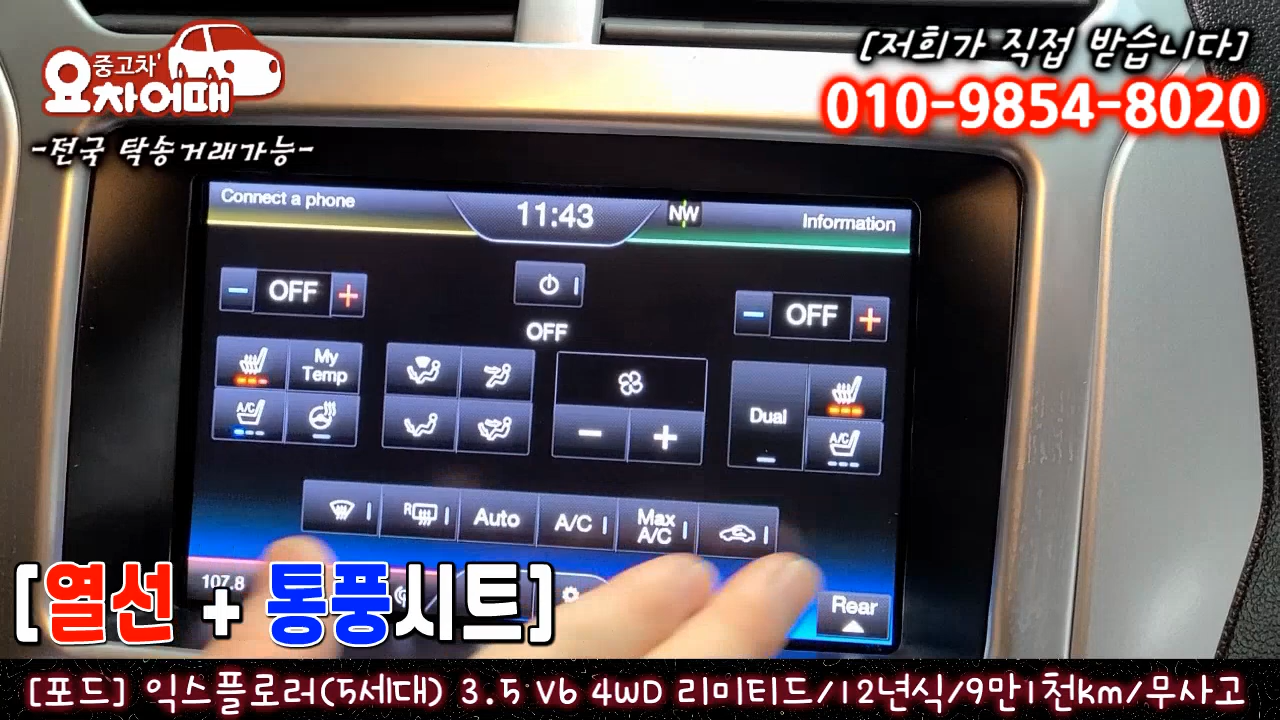 중고차
요차어때
-전국 탁송거래가능-
[저희가 직접 받습니다]
010-9854-8020
Connect a phone
11:43
NW
Information
OFF
OFF
OFF
My Temp
A/C
Dual
A/C
R
Auto
A/C
Max A/C
107.8
Rear
[열선 + 통풍시트]
[포드] 익스플로러(5세대) 3.5 V6 4WD 리미티드/12년식/9만1천km/무사고